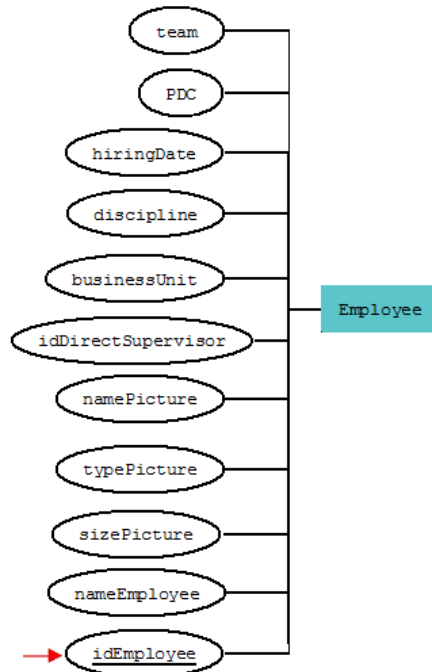 team
PDC
hiringDate
discipline
businessUnit
Employee
idDirectSupervisor
namePicture
typePicture
sizePicture
nameEmployee
idEmployee